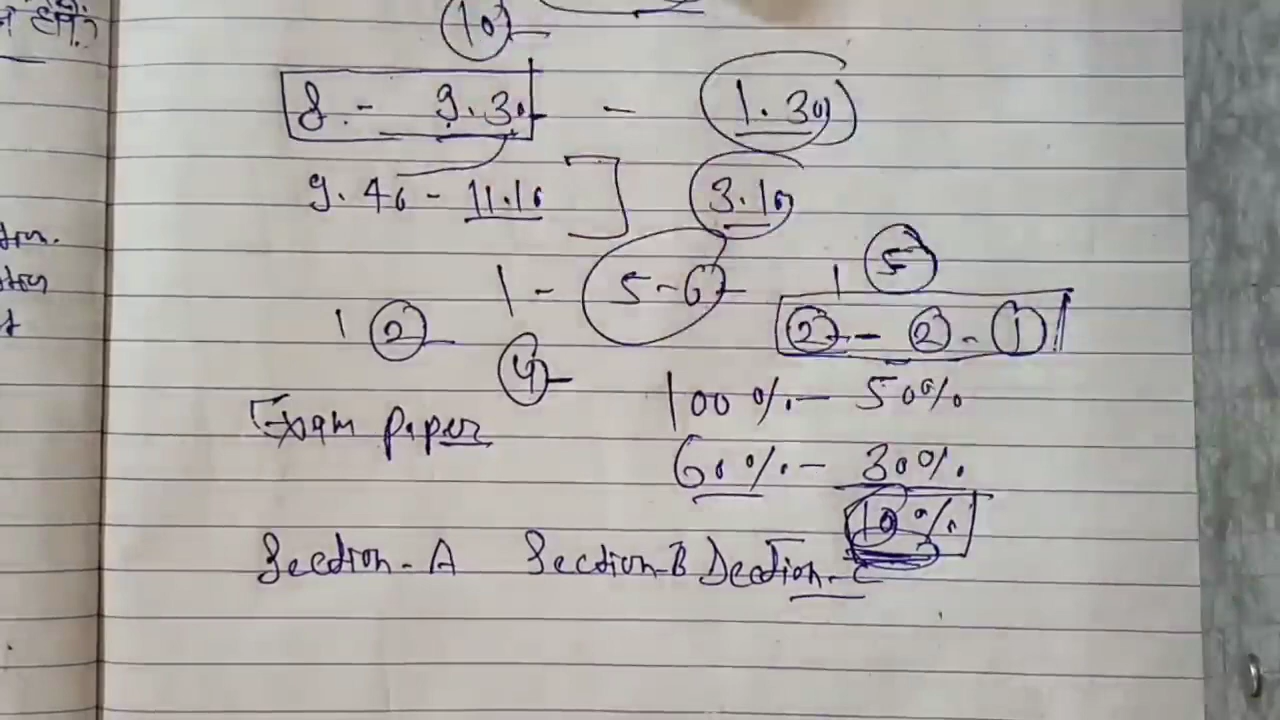 10
8 - 9.30 - 1.30
9.40 - 11.10 ] 3.10
1 - 5-6 - 1 5
1 2 2 - 2 - 1
4
100% - 50%
Exam paper
60% - 30%
10%
Section-A Section-B Section-C